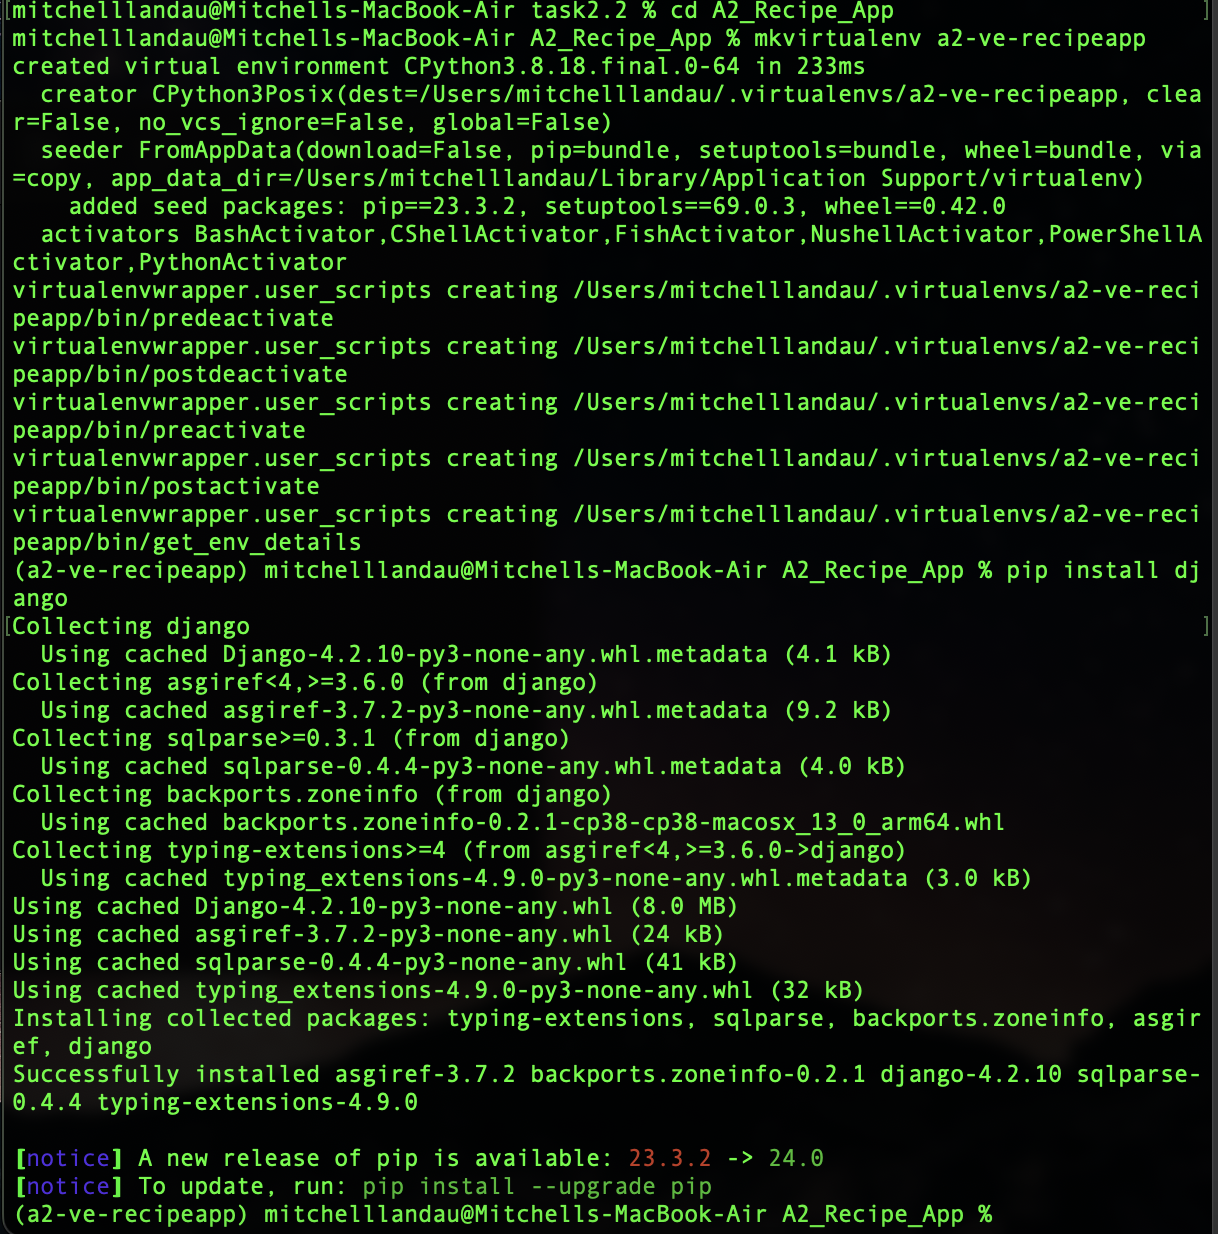 [mitchelllandau@Mitchells-MacBook-Air task2.2 % cd A2_Recipe_App ]
mitchelllandau@Mitchells-MacBook-Air A2_Recipe_App % mkvirtualenv a2-ve-recipeapp
created virtual environment CPython3.8.18.final.0-64 in 233ms
  creator CPython3Posix(dest=/Users/mitchelllandau/.virtualenvs/a2-ve-recipeapp, clea
r=False, no_vcs_ignore=False, global=False)
  seeder FromAppData(download=False, pip=bundle, setuptools=bundle, wheel=bundle, via
=copy, app_data_dir=/Users/mitchelllandau/Library/Application Support/virtualenv)
    added seed packages: pip==23.3.2, setuptools==69.0.3, wheel==0.42.0
  activators BashActivator,CShellActivator,FishActivator,NushellActivator,PowerShellA
ctivator,PythonActivator
virtualenvwrapper.user_scripts creating /Users/mitchelllandau/.virtualenvs/a2-ve-reci
peapp/bin/predeactivate
virtualenvwrapper.user_scripts creating /Users/mitchelllandau/.virtualenvs/a2-ve-reci
peapp/bin/postdeactivate
virtualenvwrapper.user_scripts creating /Users/mitchelllandau/.virtualenvs/a2-ve-reci
peapp/bin/preactivate
virtualenvwrapper.user_scripts creating /Users/mitchelllandau/.virtualenvs/a2-ve-reci
peapp/bin/postactivate
virtualenvwrapper.user_scripts creating /Users/mitchelllandau/.virtualenvs/a2-ve-reci
peapp/bin/get_env_details
(a2-ve-recipeapp) mitchelllandau@Mitchells-MacBook-Air A2_Recipe_App % pip install dj
ango
[Collecting django ]
  Using cached Django-4.2.10-py3-none-any.whl.metadata (4.1 kB)
Collecting asgiref<4,>=3.6.0 (from django)
  Using cached asgiref-3.7.2-py3-none-any.whl.metadata (9.2 kB)
Collecting sqlparse>=0.3.1 (from django)
  Using cached sqlparse-0.4.4-py3-none-any.whl.metadata (4.0 kB)
Collecting backports.zoneinfo (from django)
  Using cached backports.zoneinfo-0.2.1-cp38-cp38-macosx_13_0_arm64.whl
Collecting typing-extensions>=4 (from asgiref<4,>=3.6.0->django)
  Using cached typing_extensions-4.9.0-py3-none-any.whl.metadata (3.0 kB)
Using cached Django-4.2.10-py3-none-any.whl (8.0 MB)
Using cached asgiref-3.7.2-py3-none-any.whl (24 kB)
Using cached sqlparse-0.4.4-py3-none-any.whl (41 kB)
Using cached typing_extensions-4.9.0-py3-none-any.whl (32 kB)
Installing collected packages: typing-extensions, sqlparse, backports.zoneinfo, asgir
ef, django
Successfully installed asgiref-3.7.2 backports.zoneinfo-0.2.1 django-4.2.10 sqlparse-
0.4.4 typing-extensions-4.9.0

[notice] A new release of pip is available: 23.3.2 -> 24.0
[notice] To update, run: pip install --upgrade pip
(a2-ve-recipeapp) mitchelllandau@Mitchells-MacBook-Air A2_Recipe_App %